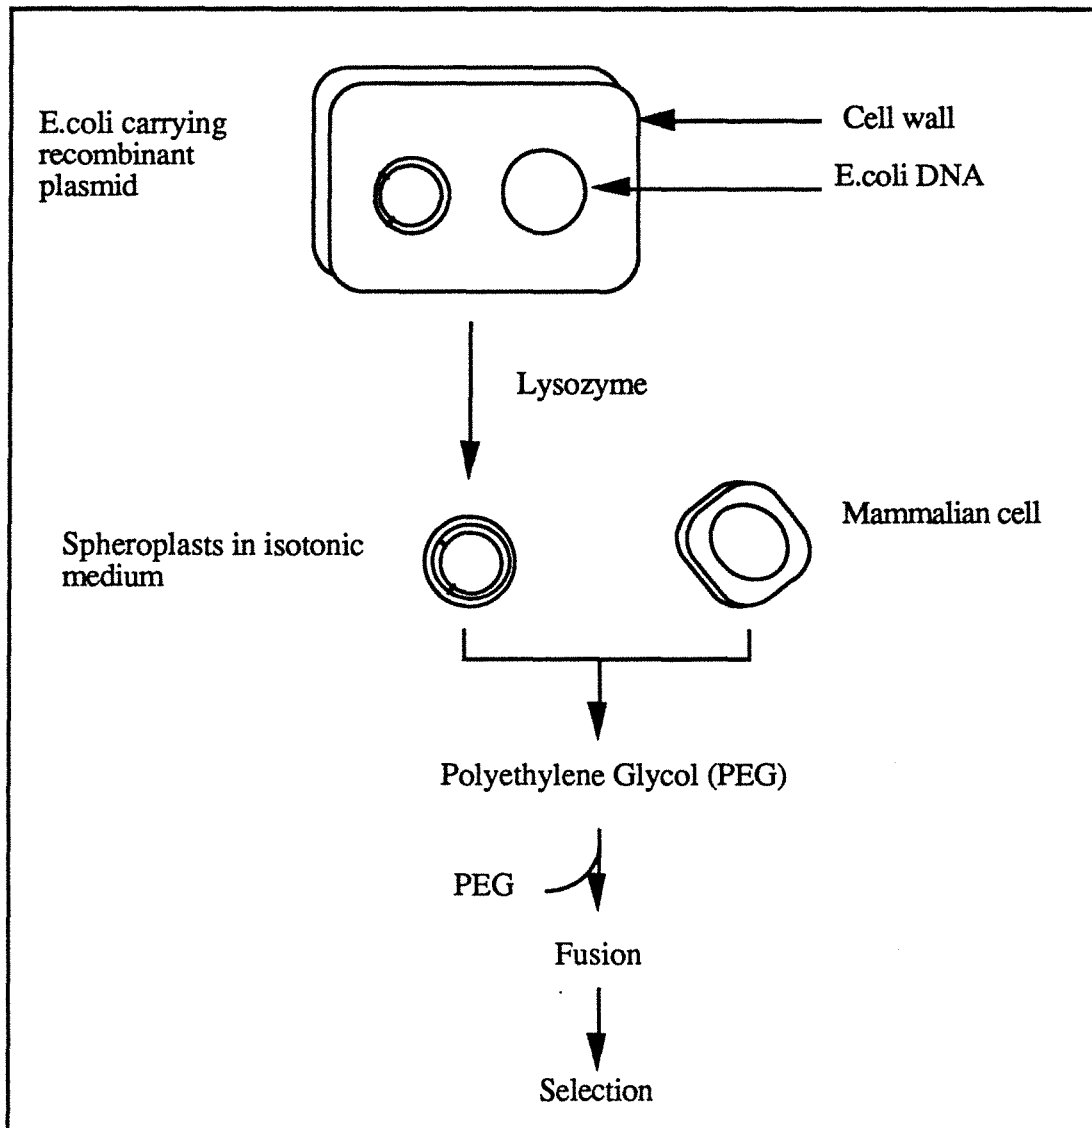 E.coli carrying
recombinant
plasmid
Cell wall
E.coli DNA
Lysozyme
Spheroplasts in isotonic
medium
Mammalian cell
Polyethylene Glycol (PEG)
PEG
Fusion
Selection